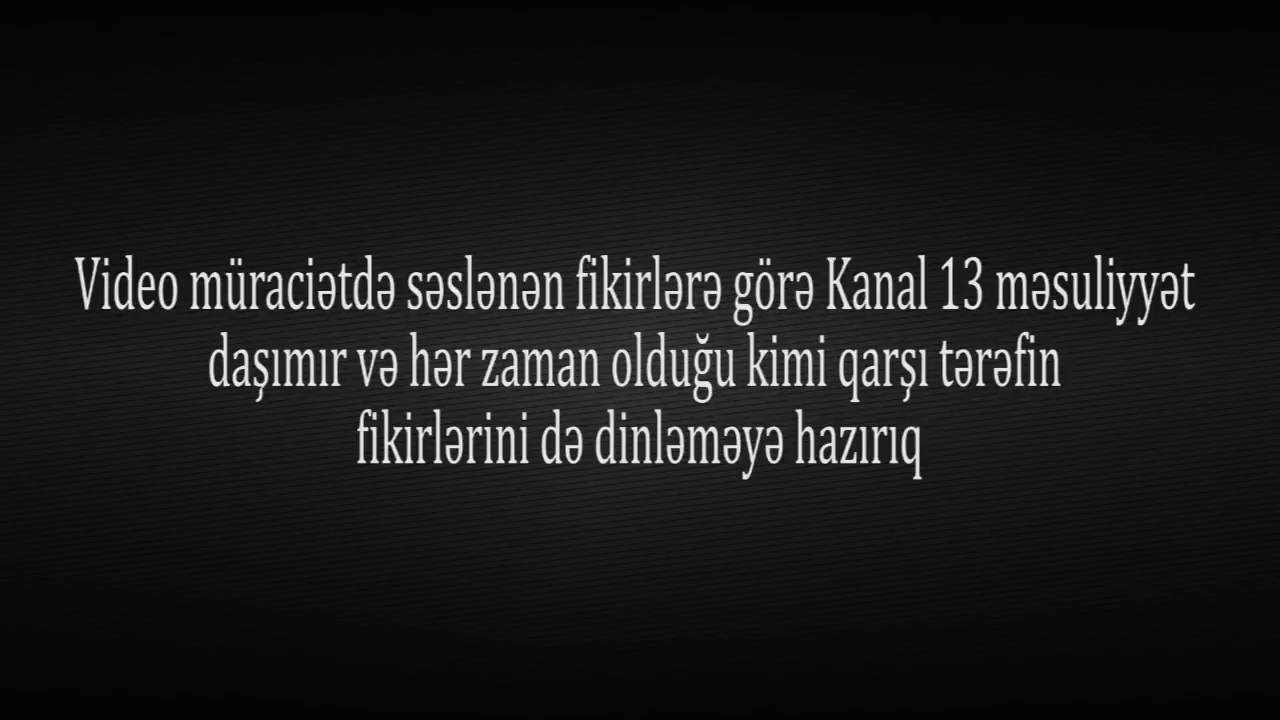 Video müraciətdə səslənən fikirlərə görə Kanal 13 məsuliyyət
daşımır və hər zaman olduğu kimi qarşı tərəfin
fikirlərini də dinləməyə hazırıq